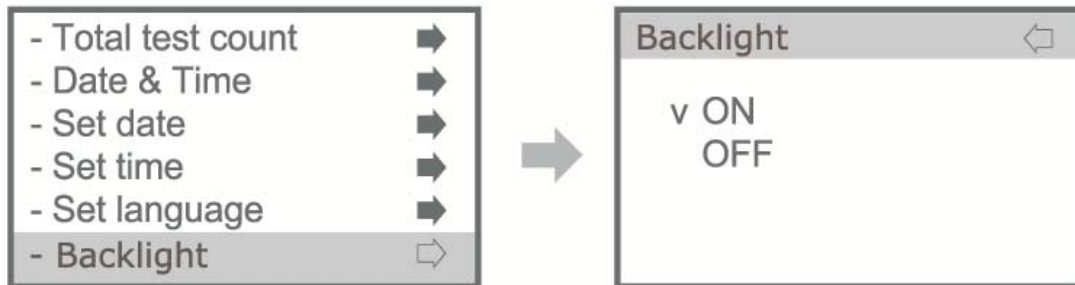 - Total test count
- Date & Time
- Set date
- Set time
- Set language
- Backlight
Backlight
v ON
OFF